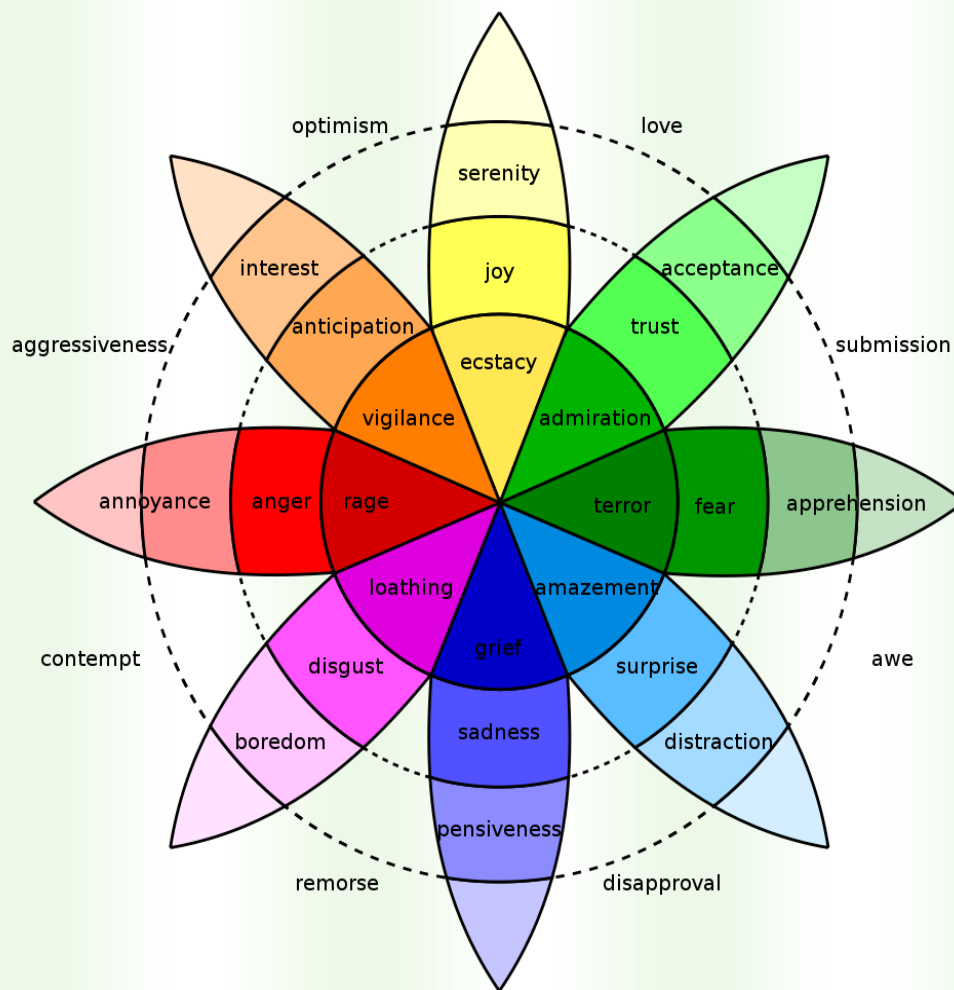 optimism
love
serenity
interest
joy
acceptance
anticipation
trust
aggressiveness
submission
ecstacy
vigilance
admiration
annoyance
anger
rage
terror
fear
apprehension
loathing
amazement
grief
contempt
disgust
surprise
awe
sadness
boredom
distraction
pensiveness
remorse
disapproval